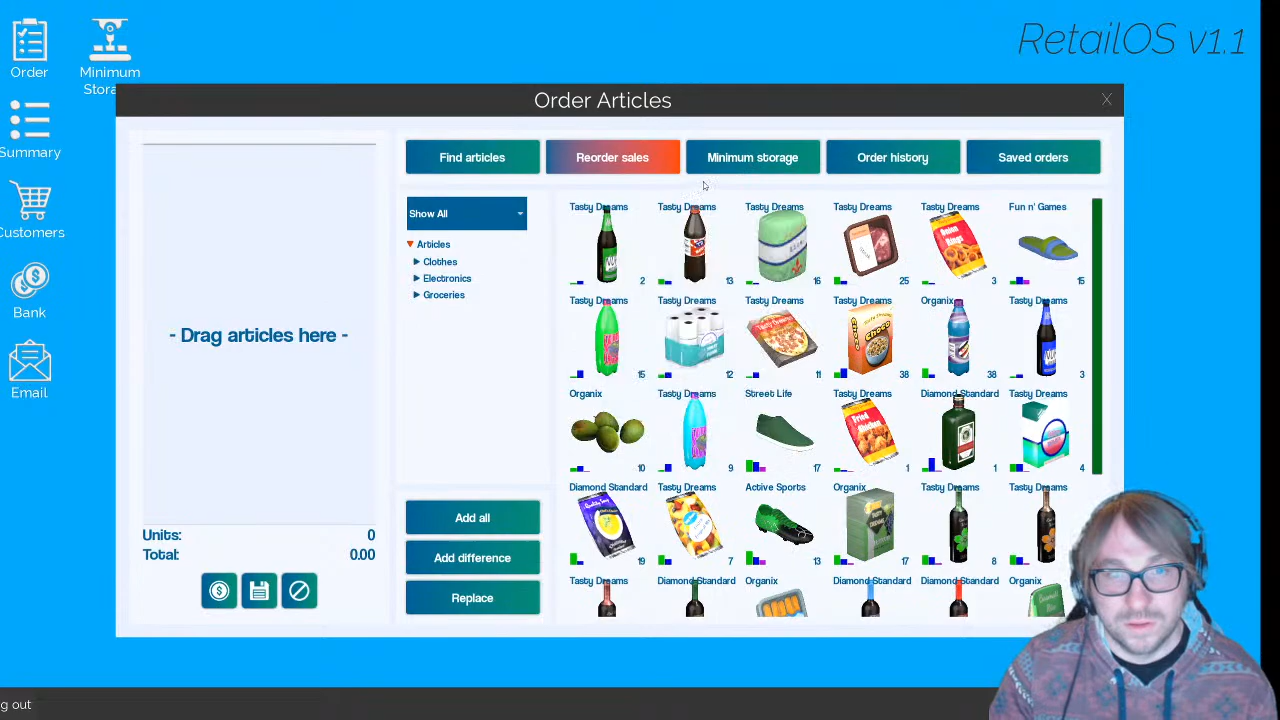 RetailOS v1.1
Order
Minimum
Stora
Summary
Customers
Bank
Email
Order Articles
X
Find articles
Reorder sales
Minimum storage
Order history
Saved orders
- Drag articles here -
Units: 0
Total: 0.00
Show All
Articles
Clothes
Electronics
Groceries
Add all
Add difference
Replace
Tasty Dreams Tasty Dreams Tasty Dreams Tasty Dreams Tasty Dreams Fun n' Games
Onion
Rings
2 13 16 25 3 15
Tasty Dreams Tasty Dreams Tasty Dreams Tasty Dreams Organix Tasty Dreams
Choco
15 12 11 38 38 3
Organix Tasty Dreams Street Life Tasty Dreams Diamond Standard Tasty Dreams
Fried
Chicken
10 9 17 1 1 4
Diamond Standard Tasty Dreams Active Sports Organix Tasty Dreams Tasty Dreams
19 7 13 17 8
Tasty Dreams Diamond Standard Organix Diamond Standard Diamond Standard Organix
g out